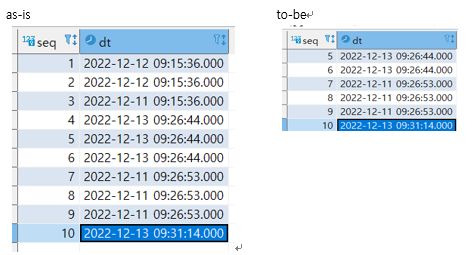 as-is
seq dt
1 2022-12-12 09:15:36.000
2 2022-12-12 09:15:36.000
3 2022-12-11 09:15:36.000
4 2022-12-13 09:26:44.000
5 2022-12-13 09:26:44.000
6 2022-12-13 09:26:44.000
7 2022-12-11 09:26:53.000
8 2022-12-11 09:26:53.000
9 2022-12-11 09:26:53.000
10 2022-12-13 09:31:14.000
to-be
seq dt
5 2022-12-13 09:26:44.000
6 2022-12-13 09:26:44.000
7 2022-12-11 09:26:53.000
8 2022-12-11 09:26:53.000
9 2022-12-11 09:26:53.000
10 2022-12-13 09:31:14.000